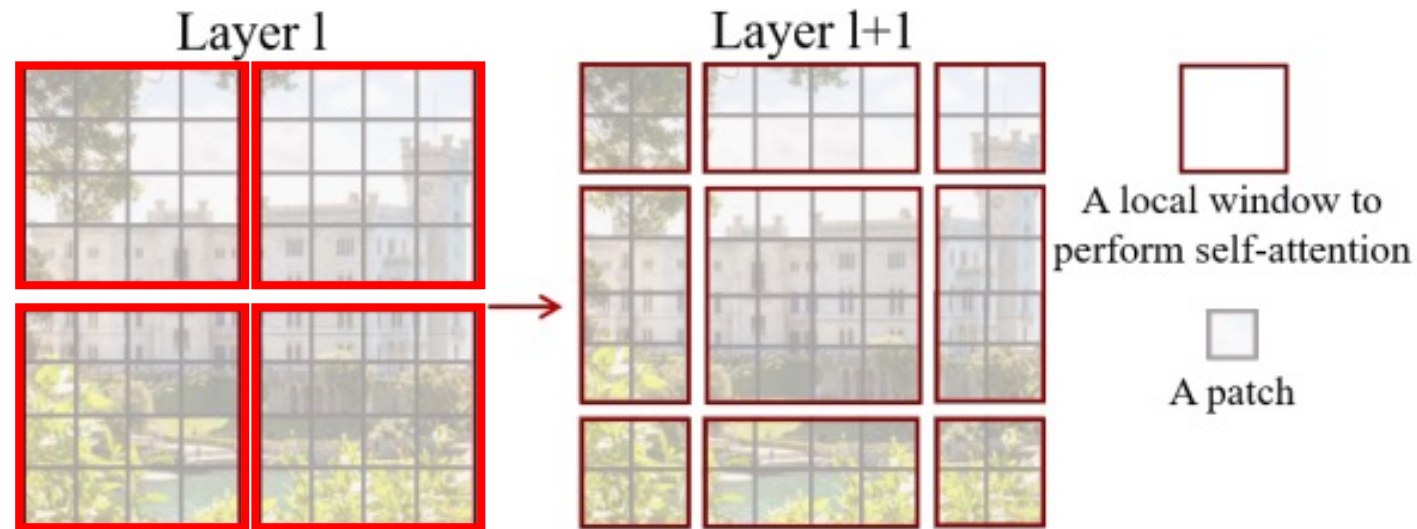 Layer l
Layer l+1
A local window to
perform self-attention
A patch